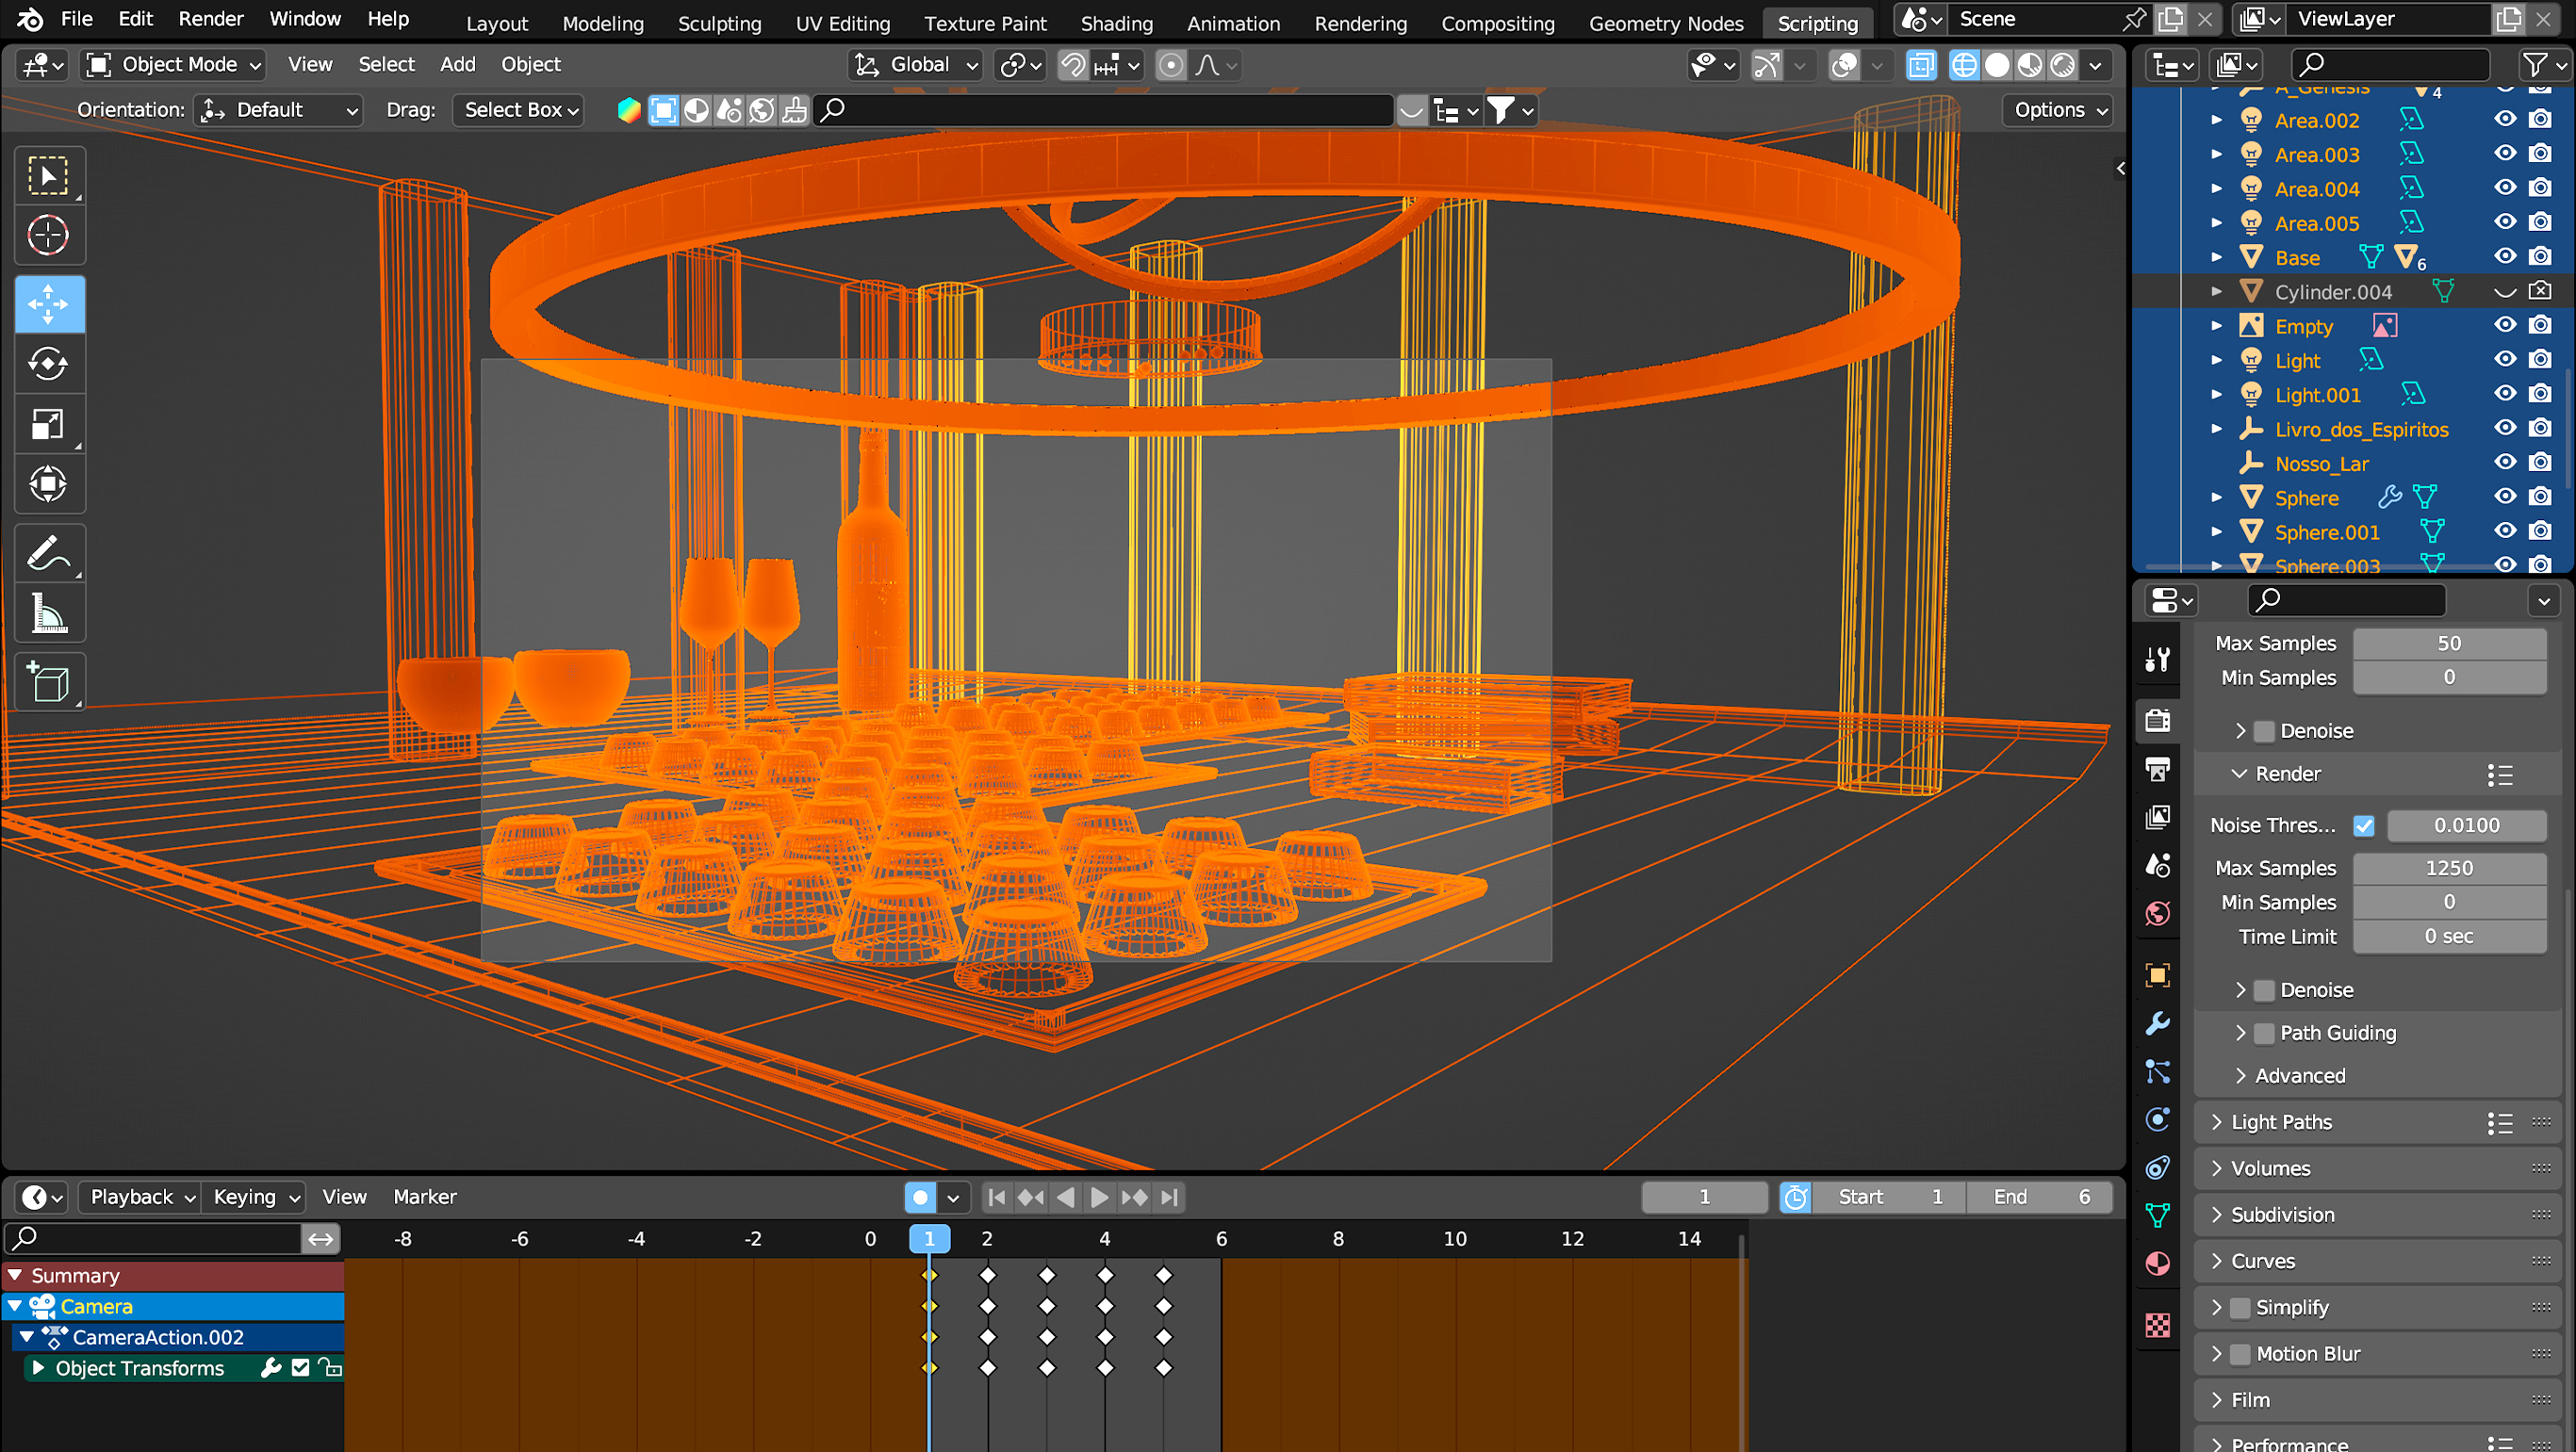 File Edit Render Window Help Layout Modeling Sculpting UV Editing Texture Paint Shading Animation Rendering Compositing Geometry Nodes Scripting Scene ViewLayer
Object Mode View Select Add Object Global
Orientation: Default Drag: Select Box Options
A_Genesis 4
Area.002
Area.003
Area.004
Area.005
Base 6
Cylinder.004
Empty
Light
Light.001
Livro_dos_Espiritos
Nosso_Lar
Sphere
Sphere.001
Sphere.003
Max Samples 50
Min Samples 0
Denoise
Render
Noise Thres... 0.0100
Max Samples 1250
Min Samples 0
Time Limit 0 sec
Denoise
Path Guiding
Advanced
Light Paths
Volumes
Subdivision
Curves
Simplify
Motion Blur
Film
Performance
Playback Keying View Marker 1 Start 1 End 6
-8 -6 -4 -2 0 1 2 4 6 8 10 12 14
Summary
Camera
CameraAction.002
Object Transforms